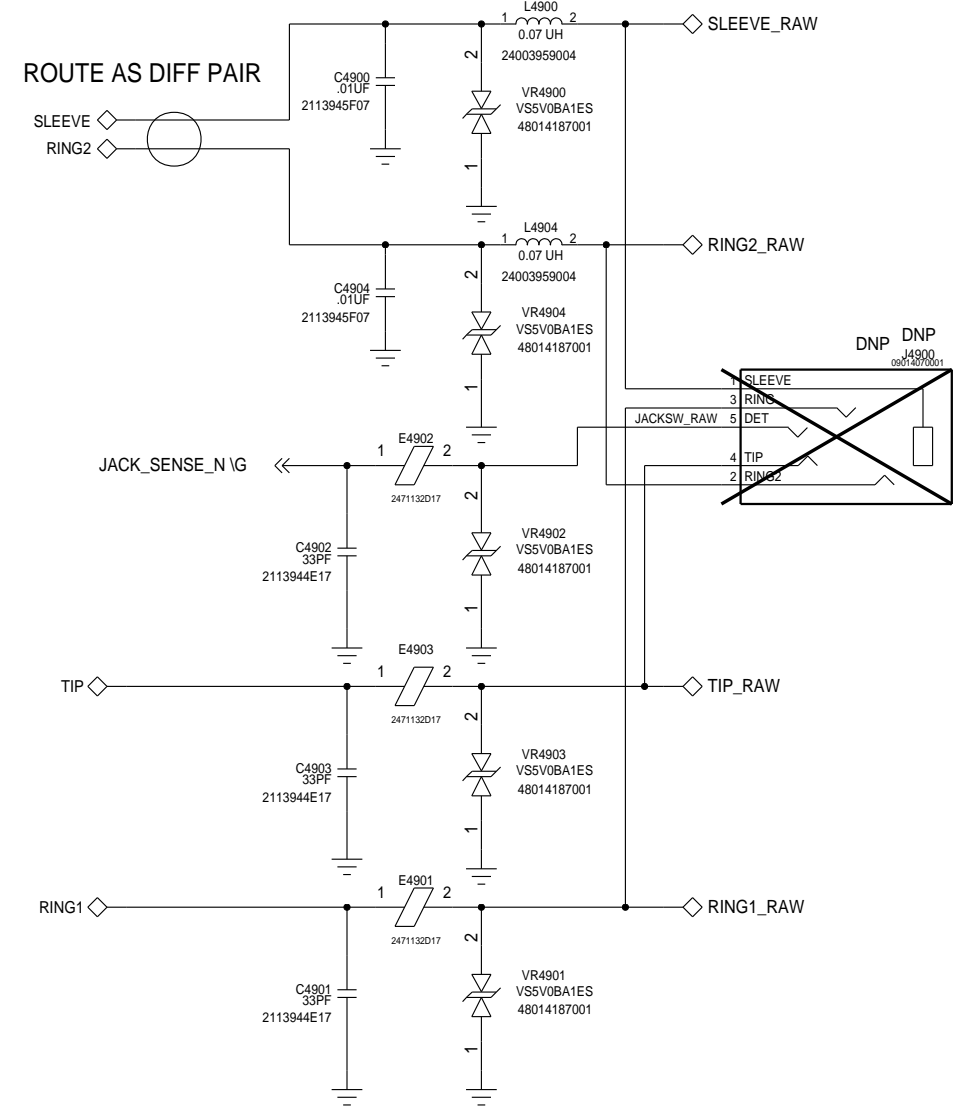 L4900
1 2
0.07 UH
24003959004
SLEEVE_RAW
ROUTE AS DIFF PAIR
C4900
.01UF
2113945F07
2
VR4900
VS5V0BA1ES
48014187001
1
SLEEVE
RING2
L4904
1 2
0.07 UH
24003959004
RING2_RAW
C4904
.01UF
2113945F07
2
VR4904
VS5V0BA1ES
48014187001
1
DNP DNP
J4900
09014070001
1 SLEEVE
3 RING
JACKSW_RAW 5 DET
4 TIP
2 RING2
JACK_SENSE_N \G
E4902
1 2
2471132D17
C4902
33PF
2113944E17
2
VR4902
VS5V0BA1ES
48014187001
1
TIP
E4903
1 2
2471132D17
TIP_RAW
C4903
33PF
2113944E17
2
VR4903
VS5V0BA1ES
48014187001
1
RING1
E4901
1 2
2471132D17
RING1_RAW
C4901
33PF
2113944E17
2
VR4901
VS5V0BA1ES
48014187001
1